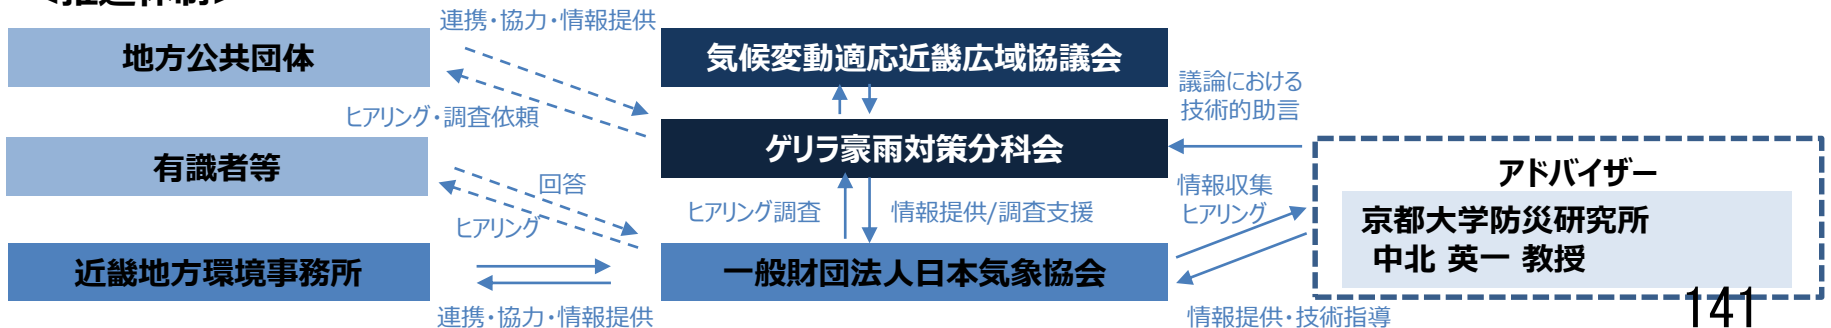 <推進体制>
連携・協力・情報提供
地方公共団体
気候変動適応近畿広域協議会
議論における
技術的助言
ヒアリング・調査依頼
有識者等
ゲリラ豪雨対策分科会
アドバイザー
回答
ヒアリング
ヒアリング調査
情報提供/調査支援
情報収集
ヒアリング
京都大学防災研究所
中北 英一 教授
近畿地方環境事務所
一般財団法人日本気象協会
連携・協力・情報提供
情報提供・技術指導
141